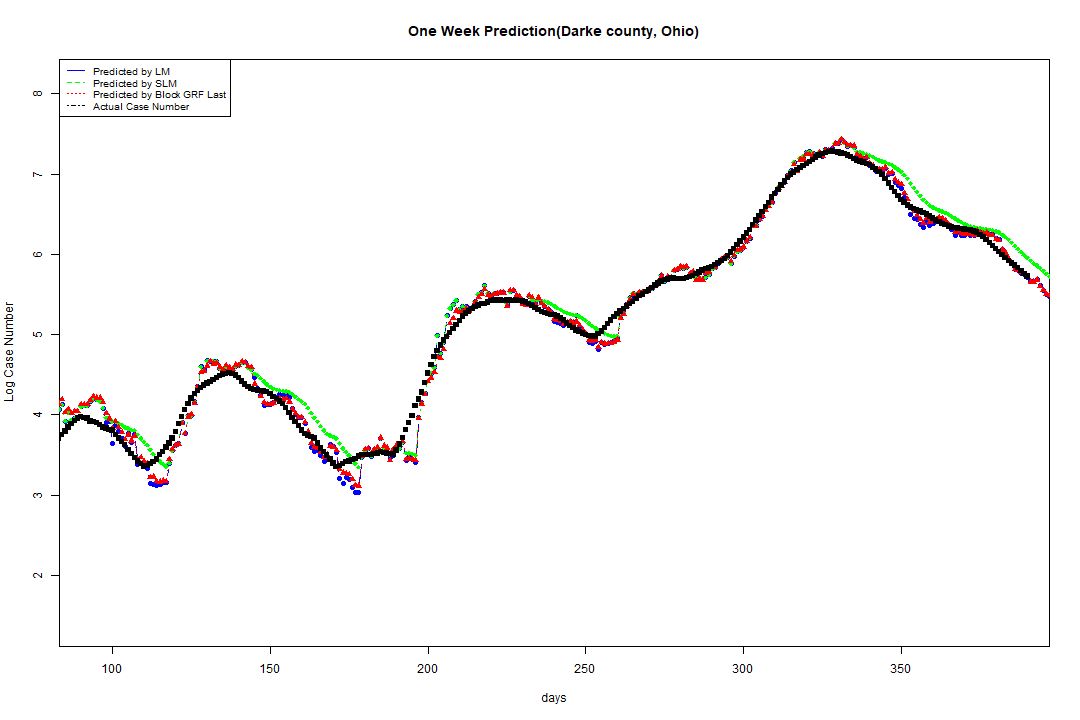 One Week Prediction(Darke county, Ohio)
Predicted by LM
Predicted by SLM
Predicted by Block GRF Last
Actual Case Number
8
7
6
5
4
3
2
Log Case Number
100 150 200 250 300 350
days